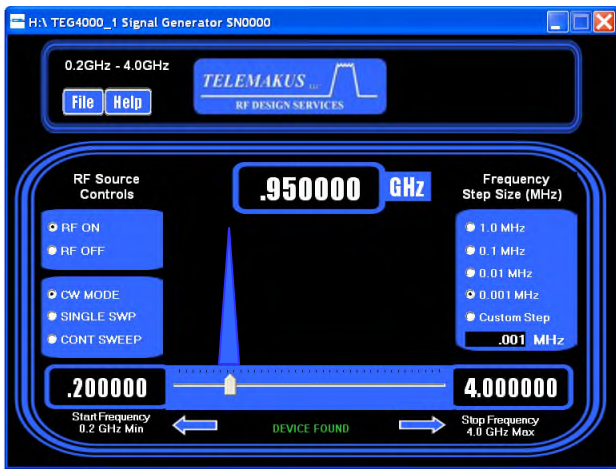 H:\ TEG4000_1 Signal Generator SN0000
0.2GHz - 4.0GHz
File Help
TELEMAKUS LLC
RF DESIGN SERVICES
RF Source
Controls
RF ON
RF OFF
CW MODE
SINGLE SWP
CONT SWEEP
.950000 GHz
Frequency
Step Size (MHz)
1.0 MHz
0.1 MHz
0.01 MHz
0.001 MHz
Custom Step
.001 MHz
.200000
Start Frequency
0.2 GHz Min
DEVICE FOUND
4.000000
Stop Frequency
4.0 GHz Max